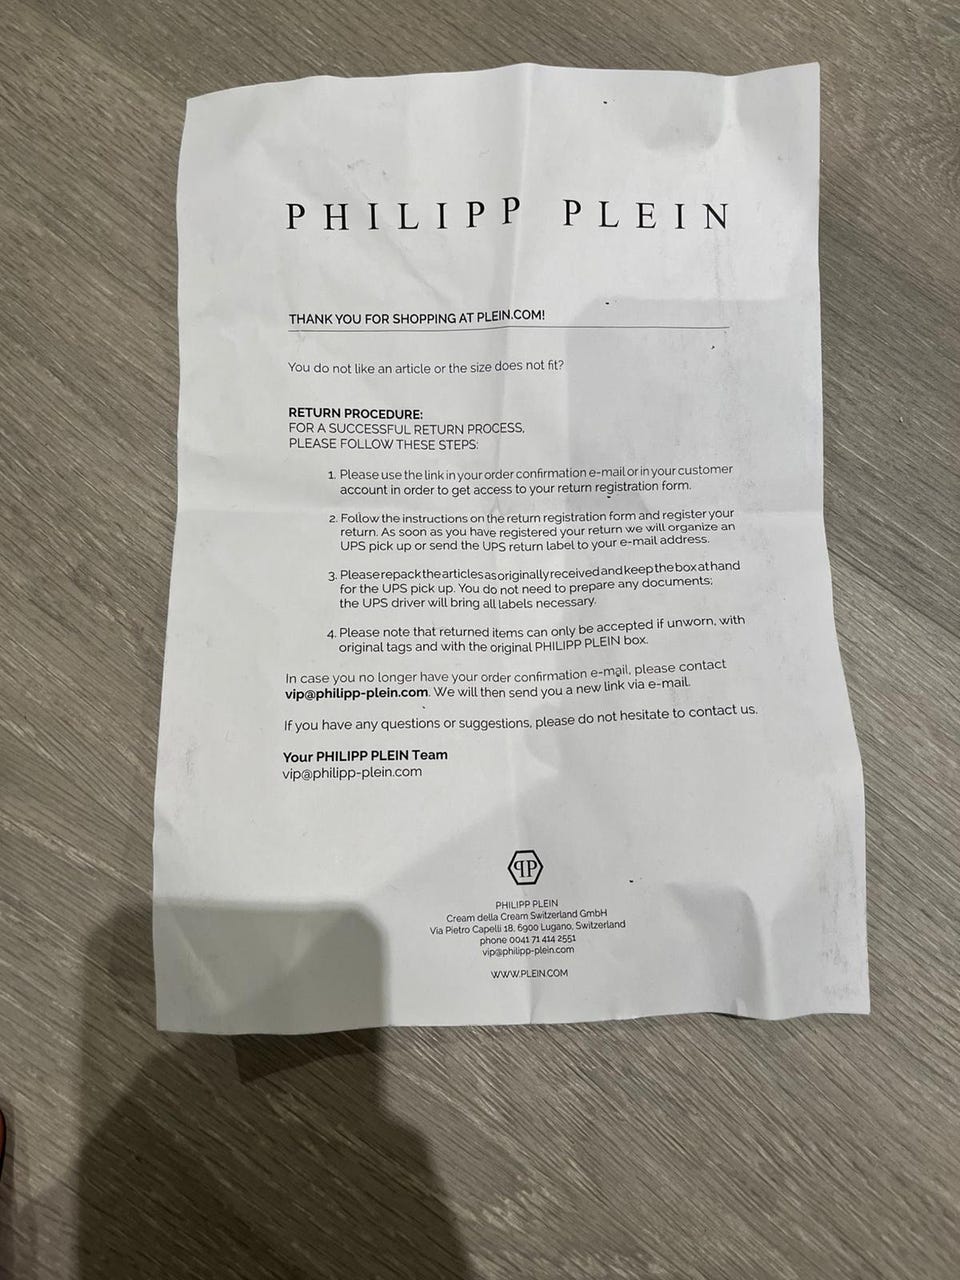 PHILIPP PLEIN
THANK YOU FOR SHOPPING AT PLEIN.COM!
You do not like an article or the size does not fit?
RETURN PROCEDURE:
FOR A SUCCESSFUL RETURN PROCESS,
PLEASE FOLLOW THESE STEPS:
1. Please use the link in your order confirmation e-mail or in your customer
account in order to get access to your return registration form.
2. Follow the instructions on the return registration form and register your
return. As soon as you have registered your return we will organize an
UPS pick up or send the UPS return label to your e-mail address.
3. Please repack the articles as originally received and keep the box at hand
for the UPS pick up. You do not need to prepare any documents;
the UPS driver will bring all labels necessary.
4. Please note that returned items can only be accepted if unworn, with
original tags and with the original PHILIPP PLEIN box.
In case you no longer have your order confirmation e-mail, please contact
vip@philipp-plein.com. We will then send you a new link via e-mail.
If you have any questions or suggestions, please do not hesitate to contact us.
Your PHILIPP PLEIN Team
vip@philipp-plein.com
PP
PHILIPP PLEIN
Cream della Cream Switzerland GmbH
Via Pietro Capelli 18, 6900 Lugano, Switzerland
phone 0041 71 414 2551
vip@philipp-plein.com
WWW.PLEIN.COM